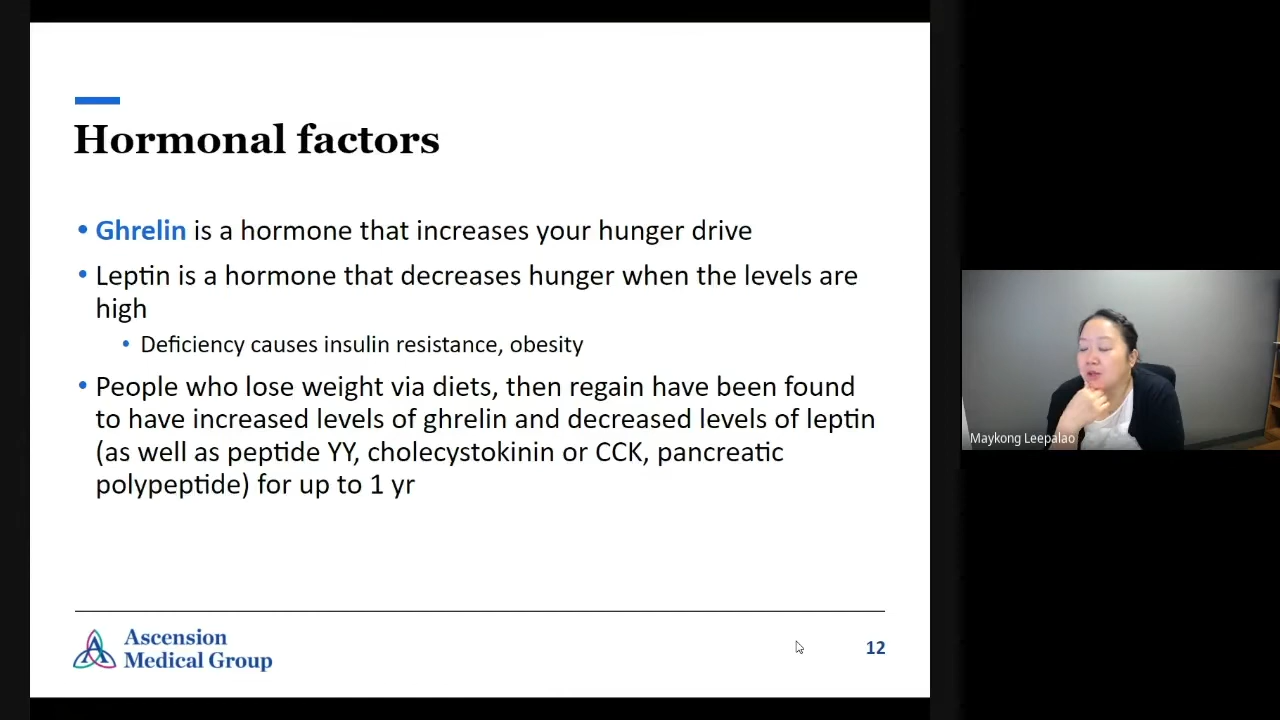 Hormonal factors
• Ghrelin is a hormone that increases your hunger drive
• Leptin is a hormone that decreases hunger when the levels are
high
• Deficiency causes insulin resistance, obesity
• People who lose weight via diets, then regain have been found
to have increased levels of ghrelin and decreased levels of leptin
(as well as peptide YY, cholecystokinin or CCK, pancreatic
polypeptide) for up to 1 yr
Maykong Leepalao
Ascension
Medical Group
12